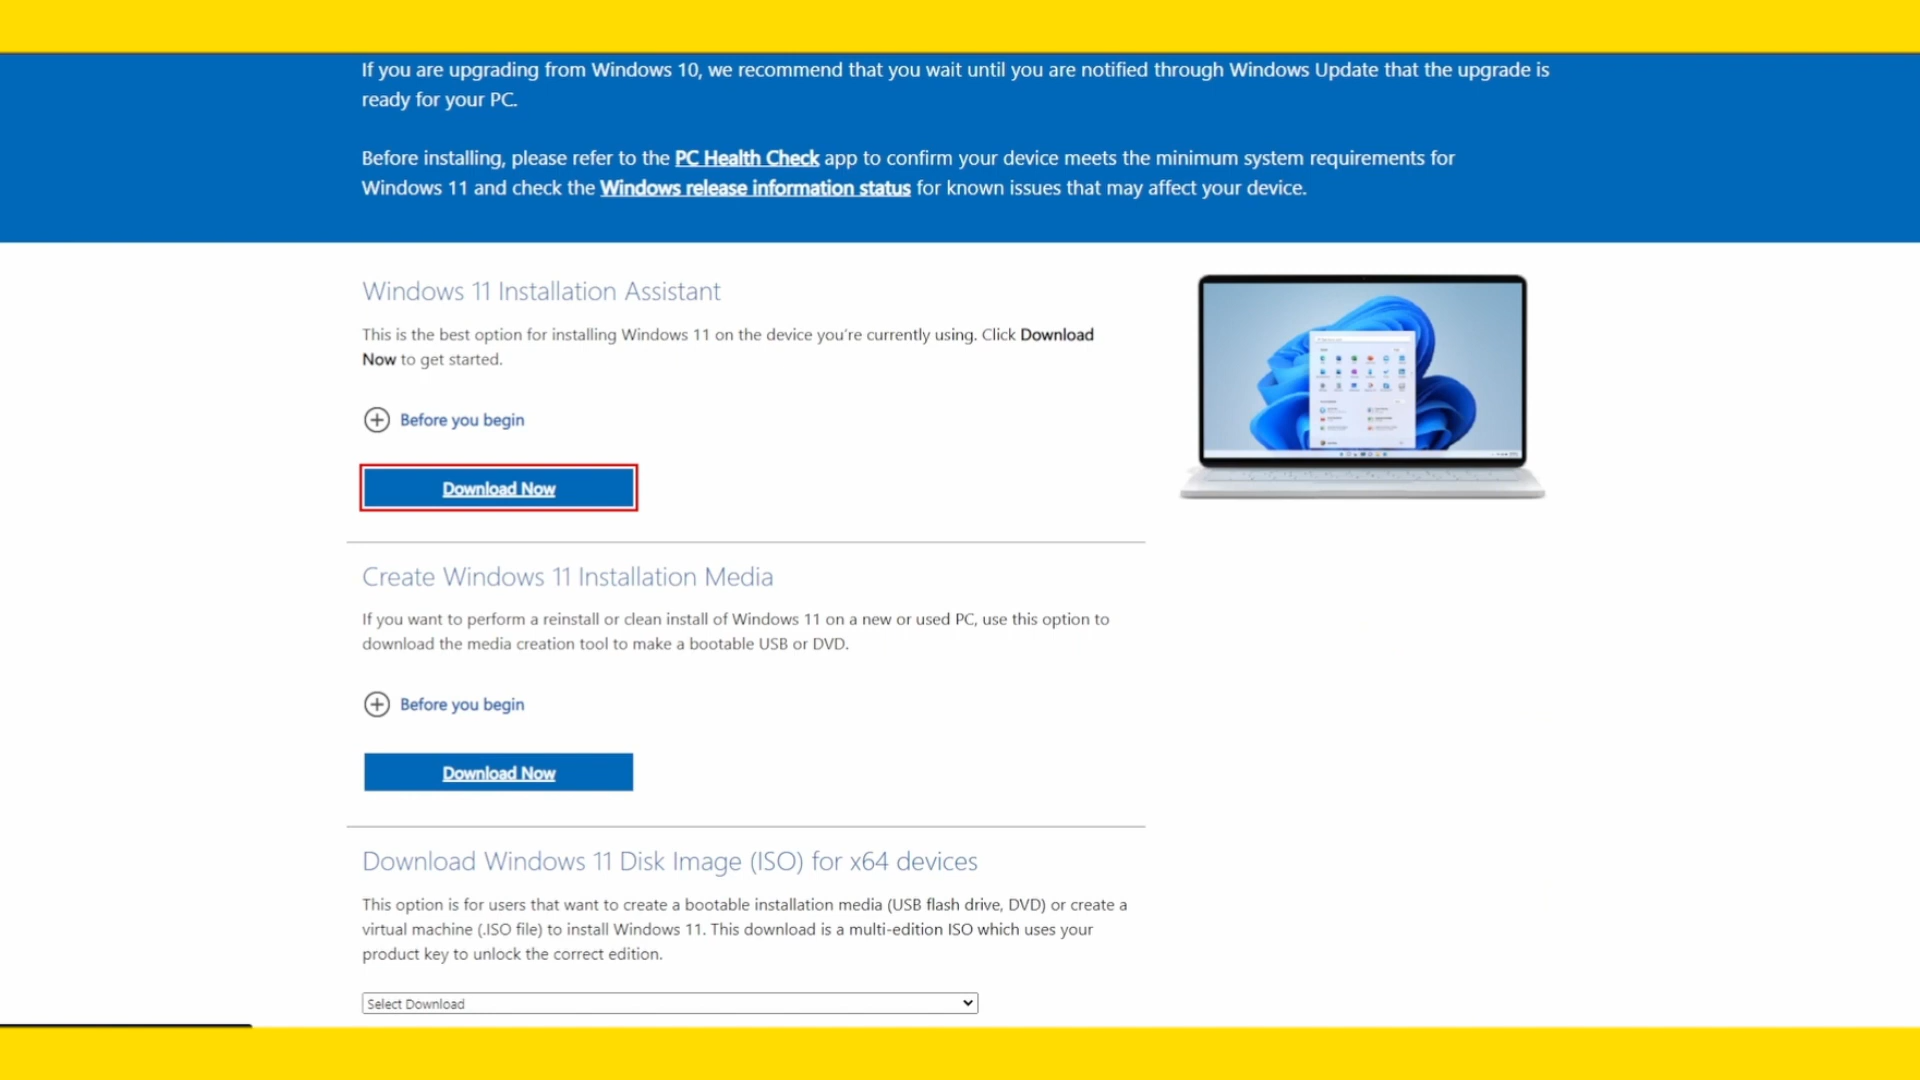 If you are upgrading from Windows 10, we recommend that you wait until you are notified through Windows Update that the upgrade is
ready for your PC.
Before installing, please refer to the PC Health Check app to confirm your device meets the minimum system requirements for
Windows 11 and check the Windows release information status for known issues that may affect your device.
Windows 11 Installation Assistant
This is the best option for installing Windows 11 on the device you're currently using. Click Download
Now to get started.
Before you begin
Download Now
Create Windows 11 Installation Media
If you want to perform a reinstall or clean install of Windows 11 on a new or used PC, use this option to
download the media creation tool to make a bootable USB or DVD.
Before you begin
Download Now
Download Windows 11 Disk Image (ISO) for x64 devices
This option is for users that want to create a bootable installation media (USB flash drive, DVD) or create a
virtual machine (.ISO file) to install Windows 11. This download is a multi-edition ISO which uses your
product key to unlock the correct edition.
Select Download